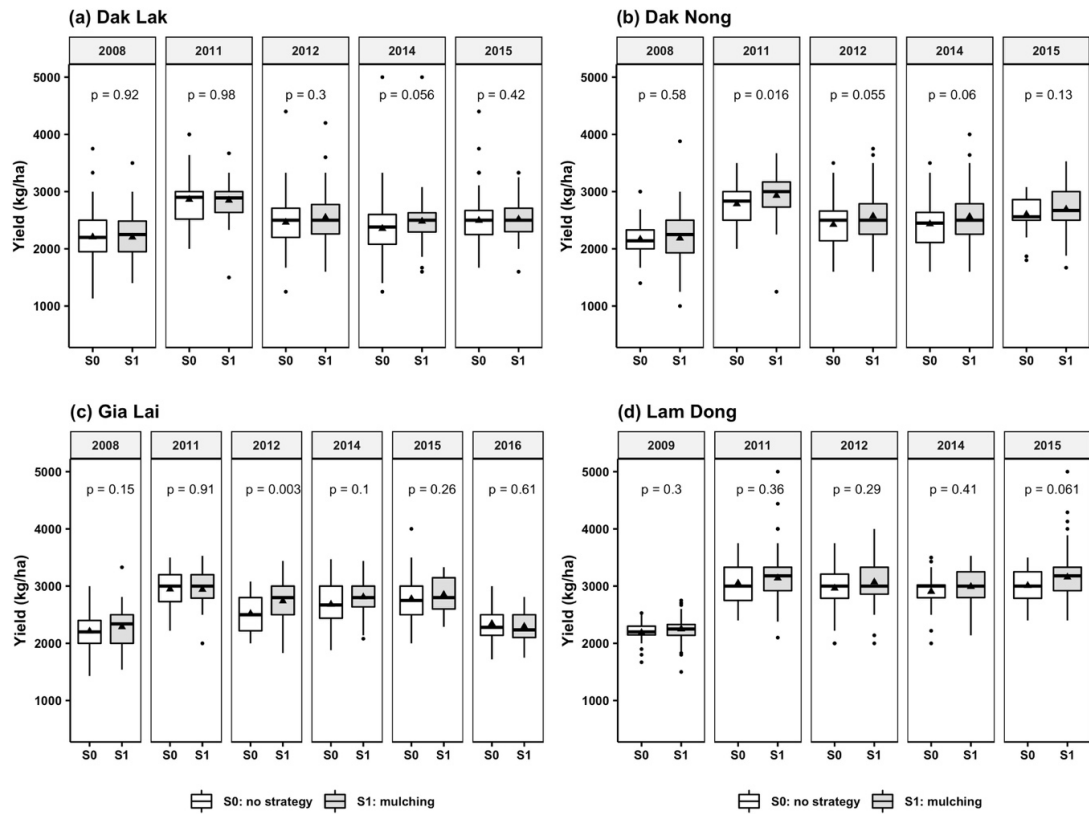 (a) Dak Lak
2008 2011 2012 2014 2015
p = 0.92 p = 0.98 p = 0.3 p = 0.056 p = 0.42
Yield (kg/ha)
5000
4000
3000
2000
1000
S0 S1 S0 S1 S0 S1 S0 S1 S0 S1
(b) Dak Nong
2008 2011 2012 2014 2015
p = 0.58 p = 0.016 p = 0.055 p = 0.06 p = 0.13
Yield (kg/ha)
5000
4000
3000
2000
1000
S0 S1 S0 S1 S0 S1 S0 S1 S0 S1
(c) Gia Lai
2008 2011 2012 2014 2015 2016
p = 0.15 p = 0.91 p = 0.003 p = 0.1 p = 0.26 p = 0.61
Yield (kg/ha)
5000
4000
3000
2000
1000
S0 S1 S0 S1 S0 S1 S0 S1 S0 S1 S0 S1
S0: no strategy S1: mulching
(d) Lam Dong
2009 2011 2012 2014 2015
p = 0.3 p = 0.36 p = 0.29 p = 0.41 p = 0.061
Yield (kg/ha)
5000
4000
3000
2000
1000
S0 S1 S0 S1 S0 S1 S0 S1 S0 S1
S0: no strategy S1: mulching